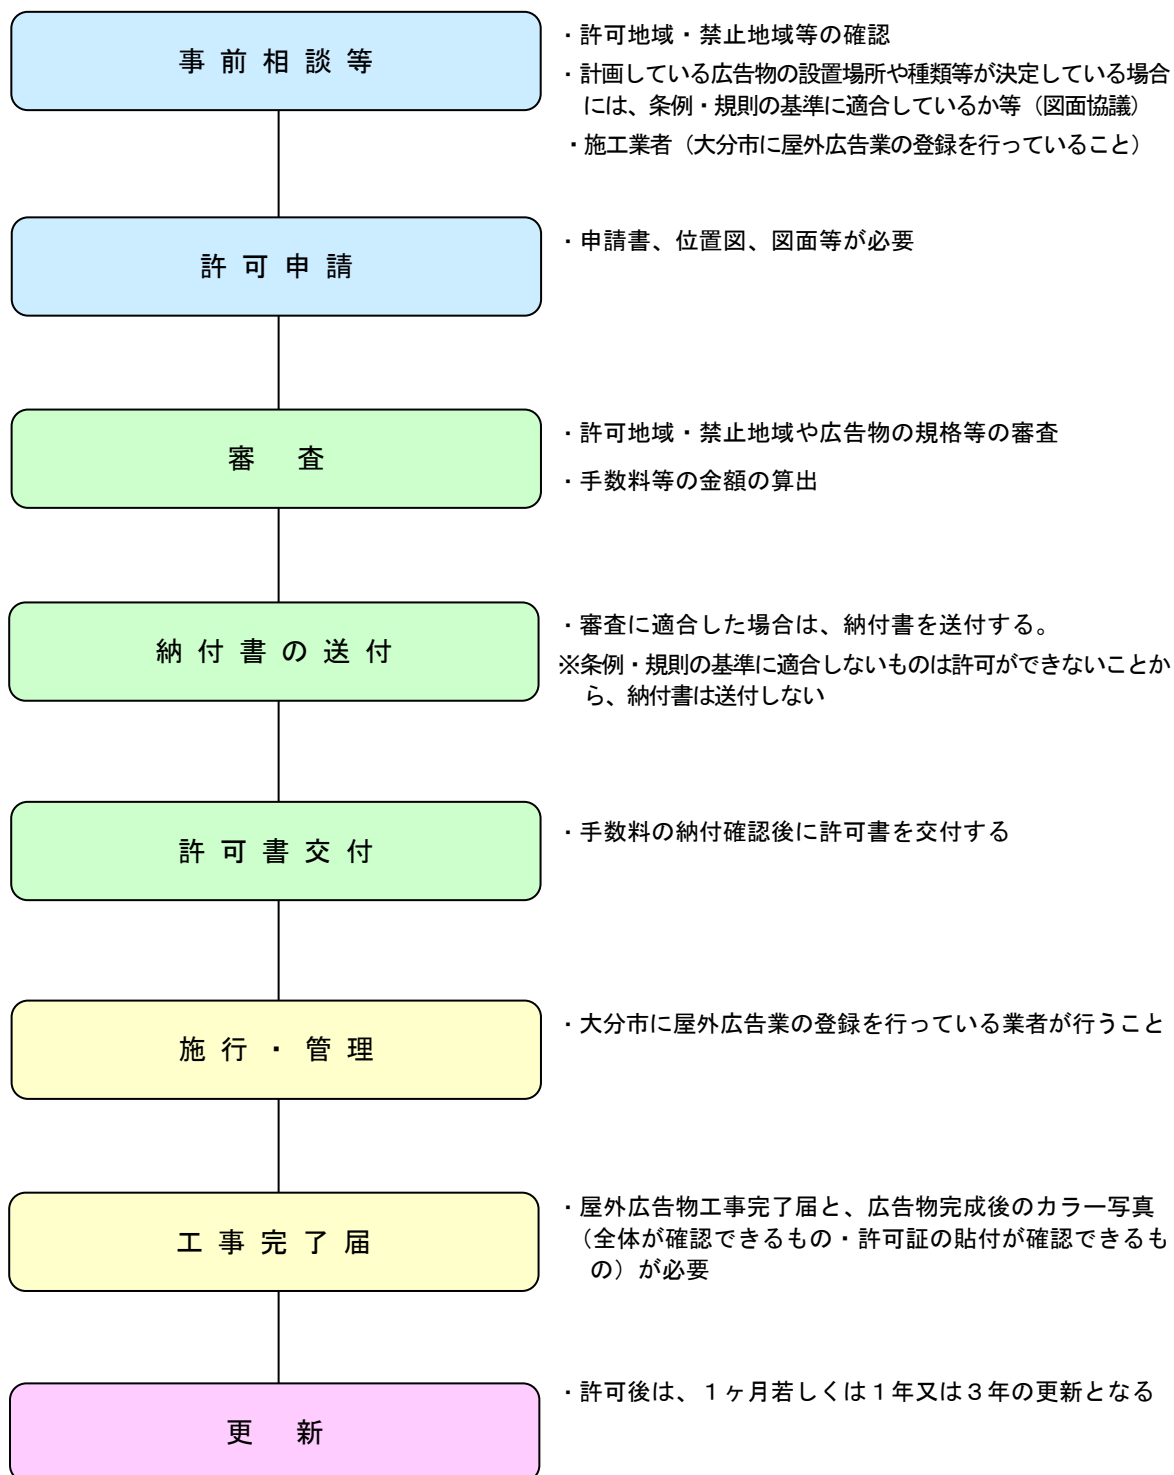 事前相談等
・許可地域・禁止地域等の確認
・計画している広告物の設置場所や種類等が決定している場合
には、条例・規則の基準に適合しているか等（図面協議）
・施工業者（大分市に屋外広告業の登録を行っていること）
許可申請
・申請書、位置図、図面等が必要
審　査
・許可地域・禁止地域や広告物の規格等の審査
・手数料等の金額の算出
納付書の送付
・審査に適合した場合は、納付書を送付する。
※条例・規則の基準に適合しないものは許可ができないことか
ら、納付書は送付しない
許可書交付
・手数料の納付確認後に許可書を交付する
施行・管理
・大分市に屋外広告業の登録を行っている業者が行うこと
工事完了届
・屋外広告物工事完了届と、広告物完成後のカラー写真
（全体が確認できるもの・許可証の貼付が確認できるも
の）が必要
更　新
・許可後は、１ヶ月若しくは１年又は３年の更新となる